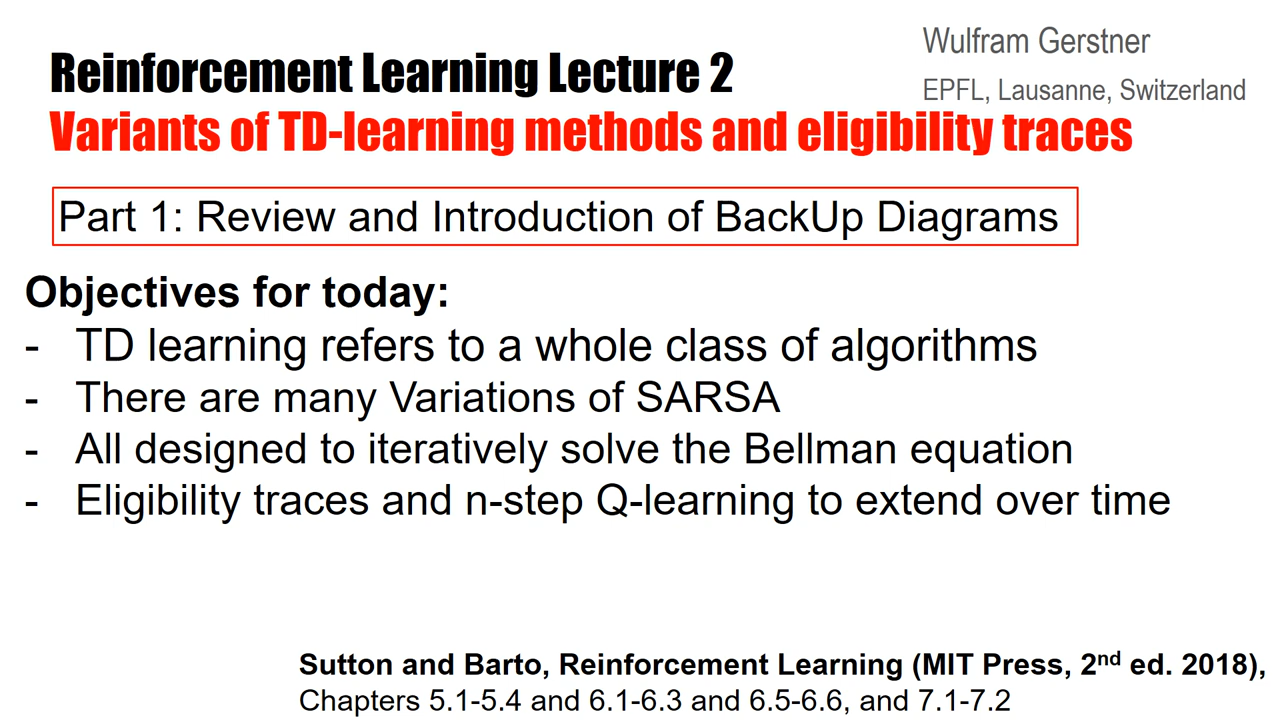 Wulfram Gerstner
EPFL, Lausanne, Switzerland
Reinforcement Learning Lecture 2
Variants of TD-learning methods and eligibility traces
Part 1: Review and Introduction of BackUp Diagrams
Objectives for today:
- TD learning refers to a whole class of algorithms
- There are many Variations of SARSA
- All designed to iteratively solve the Bellman equation
- Eligibility traces and n-step Q-learning to extend over time
Sutton and Barto, Reinforcement Learning (MIT Press, 2nd ed. 2018),
Chapters 5.1-5.4 and 6.1-6.3 and 6.5-6.6, and 7.1-7.2